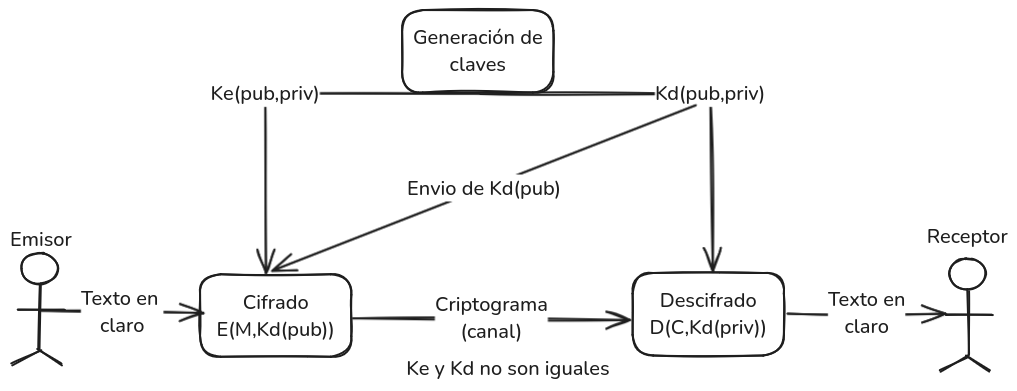 Generación de
claves
Ke(pub,priv)
Kd(pub,priv)
Envio de Kd(pub)
Emisor
Receptor
Texto en
claro
Cifrado
E(M,Kd(pub))
Criptograma
(canal)
Descifrado
D(C,Kd(priv))
Texto en
claro
Ke y Kd no son iguales